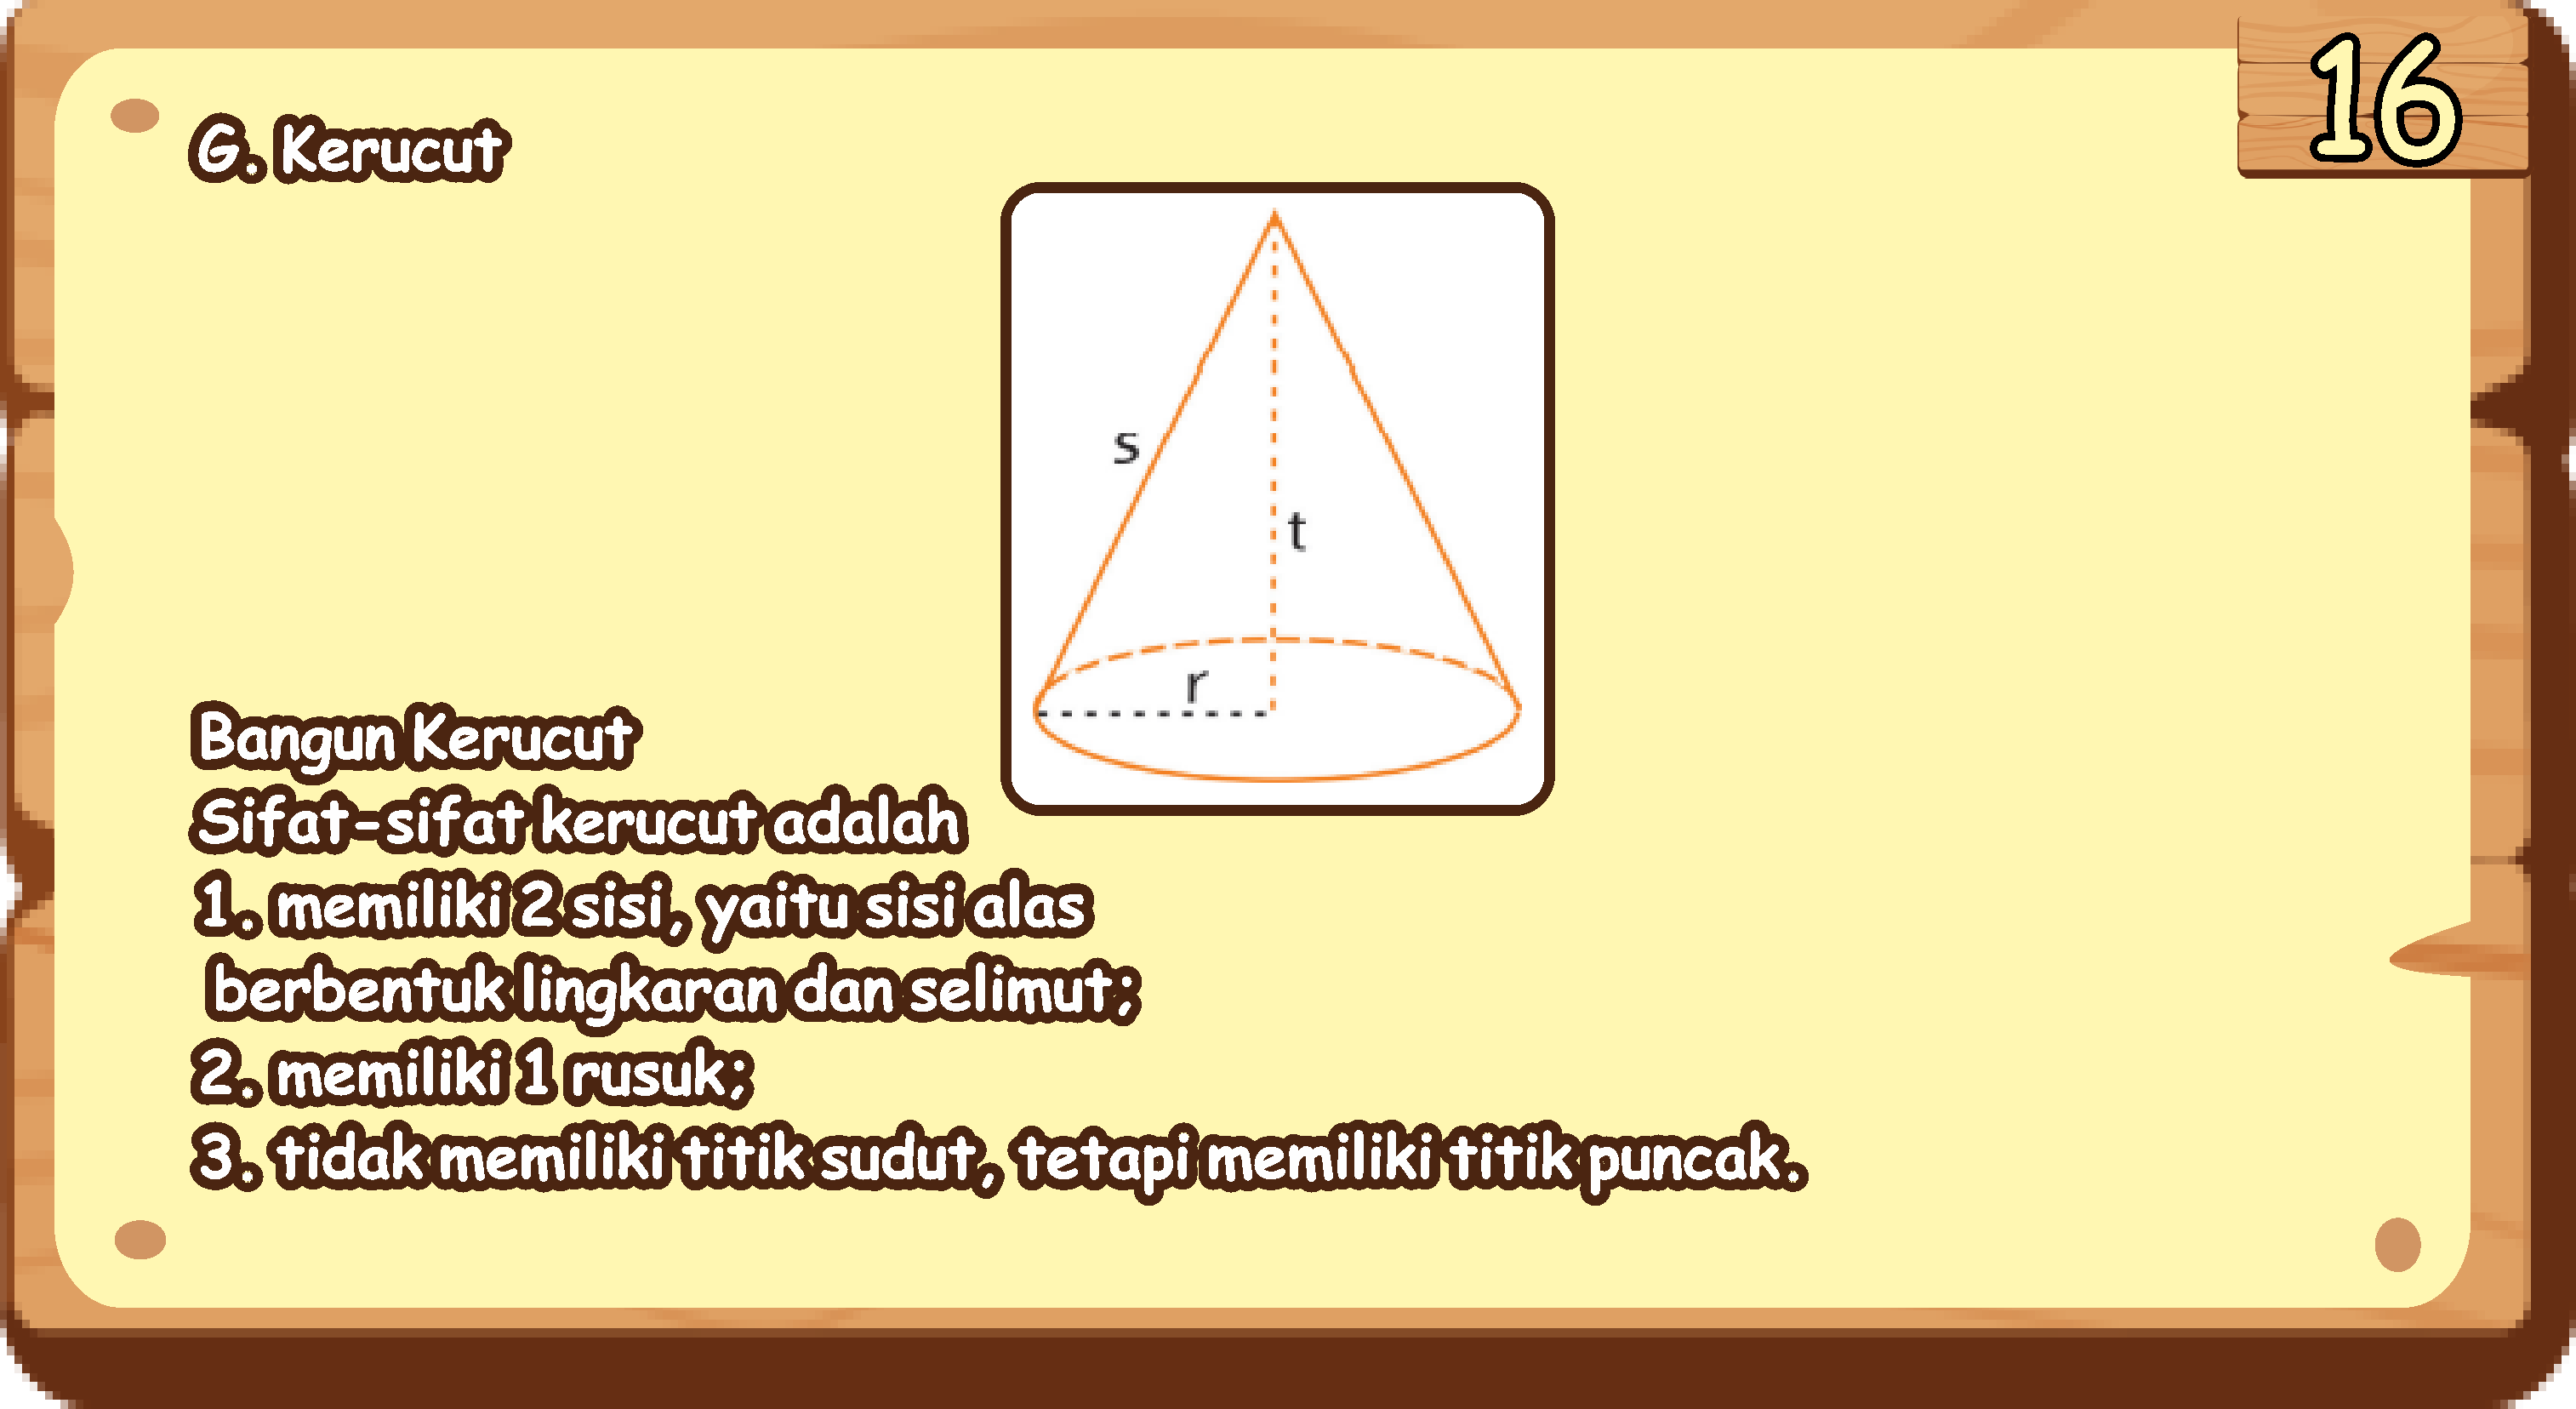 16
G. Kerucut
s
t
r
Bangun Kerucut
Sifat-sifat kerucut adalah
1. memiliki 2 sisi, yaitu sisi alas
berbentuk lingkaran dan selimut;
2. memiliki 1 rusuk;
3. tidak memiliki titik sudut, tetapi memiliki titik puncak.